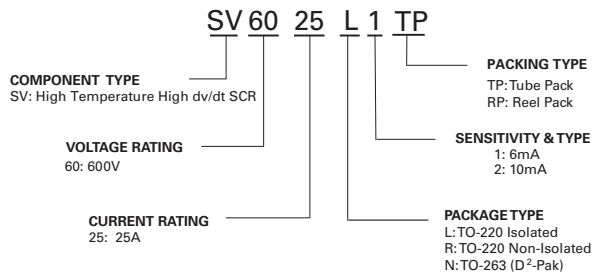 SV 60 25 L 1 TP
COMPONENT TYPE
SV: High Temperature High dv/dt SCR
VOLTAGE RATING
60: 600V
CURRENT RATING
25: 25A
PACKING TYPE
TP: Tube Pack
RP: Reel Pack
SENSITIVITY & TYPE
1: 6mA
2: 10mA
PACKAGE TYPE
L: TO-220 Isolated
R: TO-220 Non-Isolated
N: TO-263 (D²-Pak)